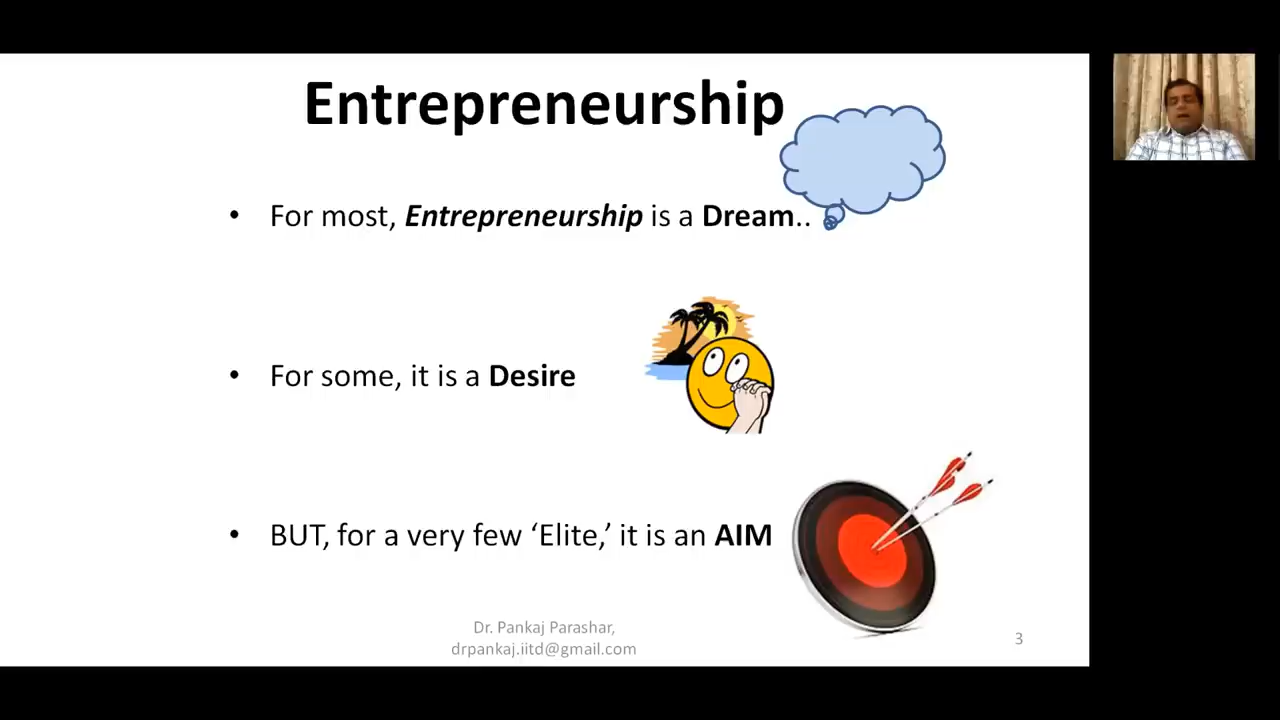 Entrepreneurship
• For most, Entrepreneurship is a Dream..
• For some, it is a Desire
• BUT, for a very few ‘Elite,’ it is an AIM
Dr. Pankaj Parashar,
drpankaj.iitd@gmail.com
3